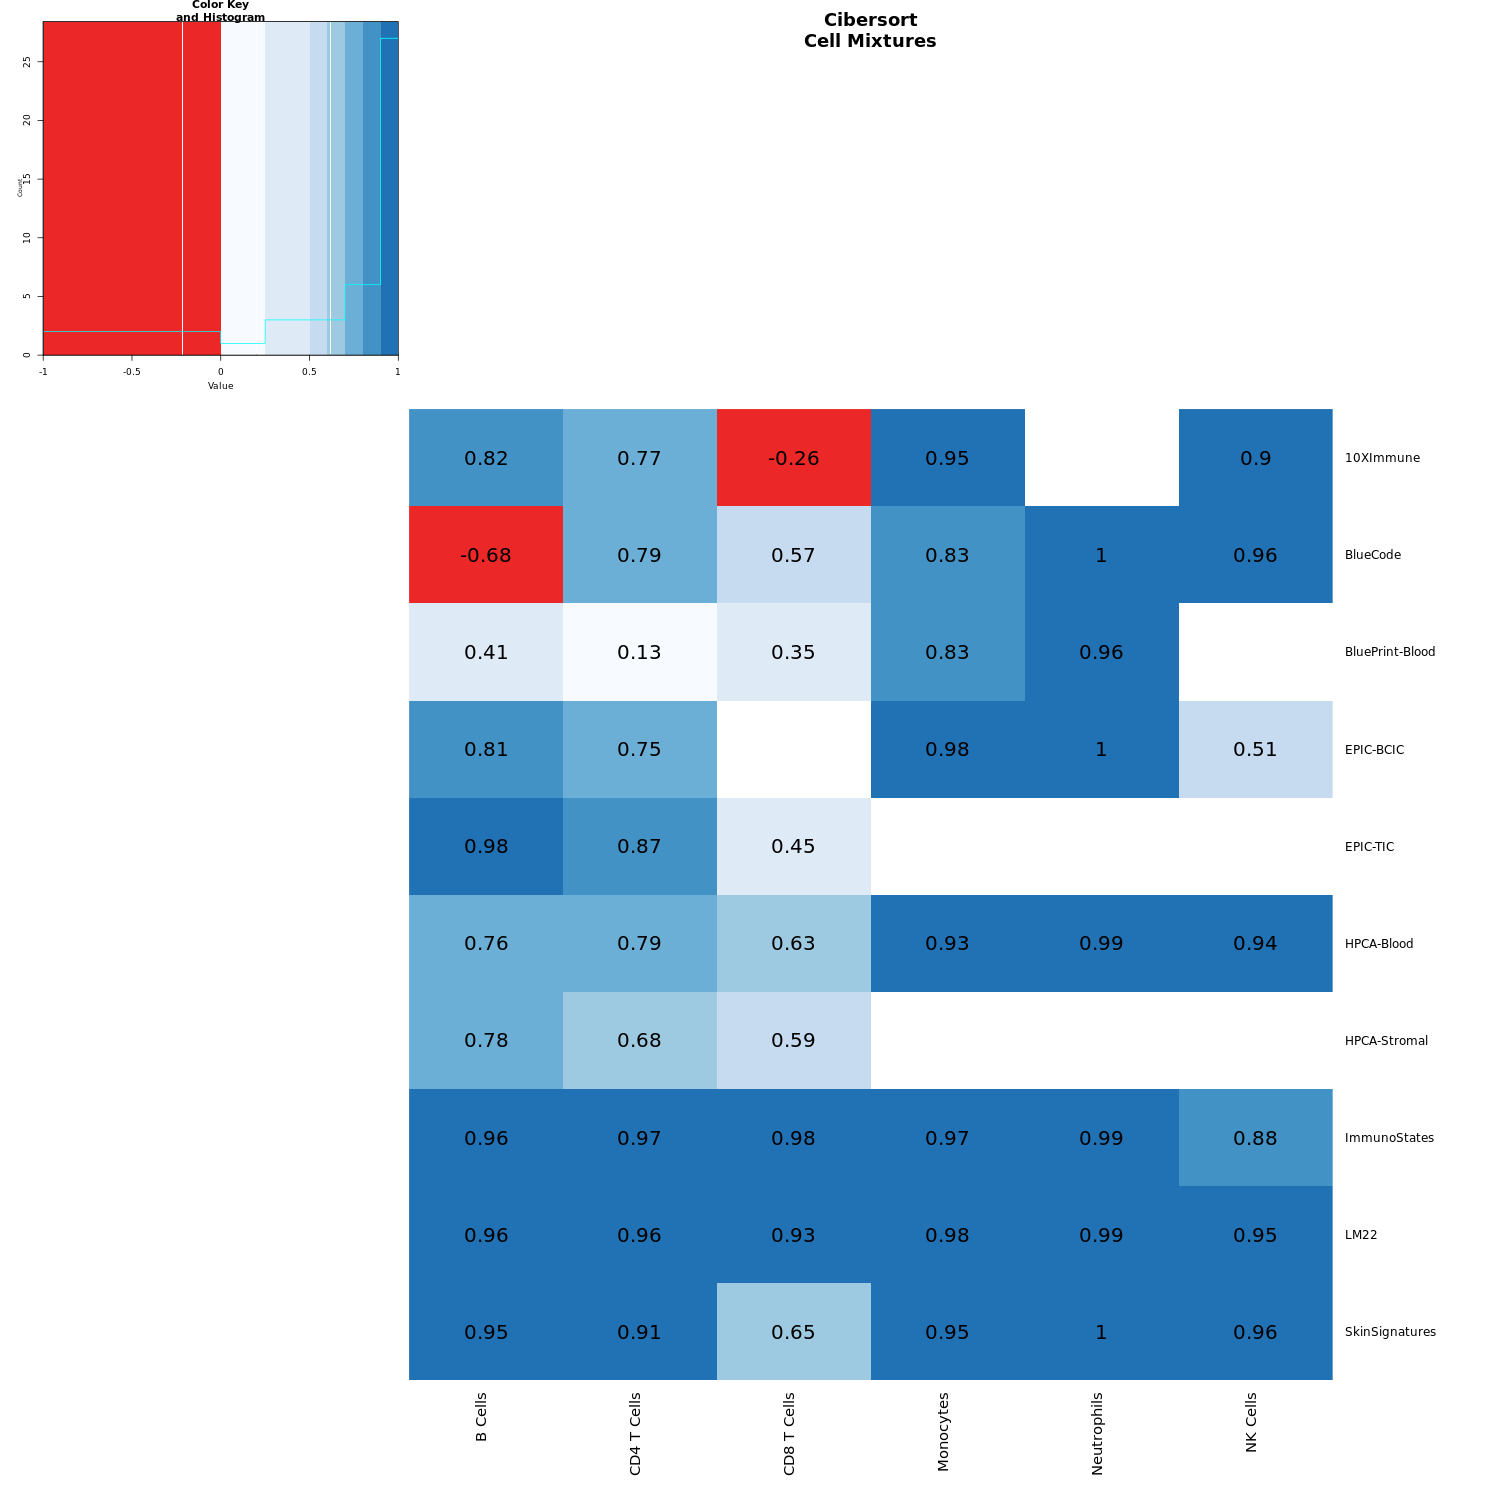 Color Key
and Histogram
Cibersort
Cell Mixtures
Count
0 5 10 15 20 25
-1 -0.5 0 0.5 1
Value
0.82 0.77 -0.26 0.95 0.9 10XImmune
-0.68 0.79 0.57 0.83 1 0.96 BlueCode
0.41 0.13 0.35 0.83 0.96 BluePrint-Blood
0.81 0.75 0.98 1 0.51 EPIC-BCIC
0.98 0.87 0.45 EPIC-TIC
0.76 0.79 0.63 0.93 0.99 0.94 HPCA-Blood
0.78 0.68 0.59 HPCA-Stromal
0.96 0.97 0.98 0.97 0.99 0.88 ImmunoStates
0.96 0.96 0.93 0.98 0.99 0.95 LM22
0.95 0.91 0.65 0.95 1 0.96 SkinSignatures
B Cells
CD4 T Cells
CD8 T Cells
Monocytes
Neutrophils
NK Cells